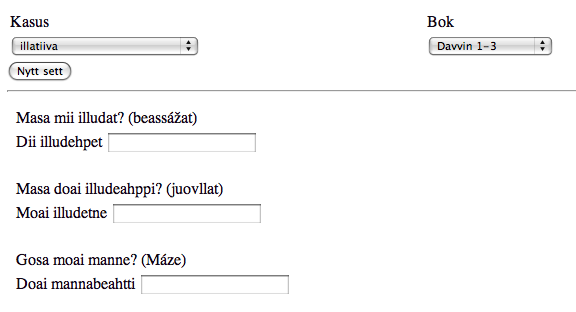 Kasus Bok
illatiiva Davvin 1-3
Nytt sett
Masa mii illudat? (beassážat)
Dii illudehpet
Masa doai illudeahppi? (juovllat)
Moai illudetne
Gosa moai manne? (Máze)
Doai mannabeahtti